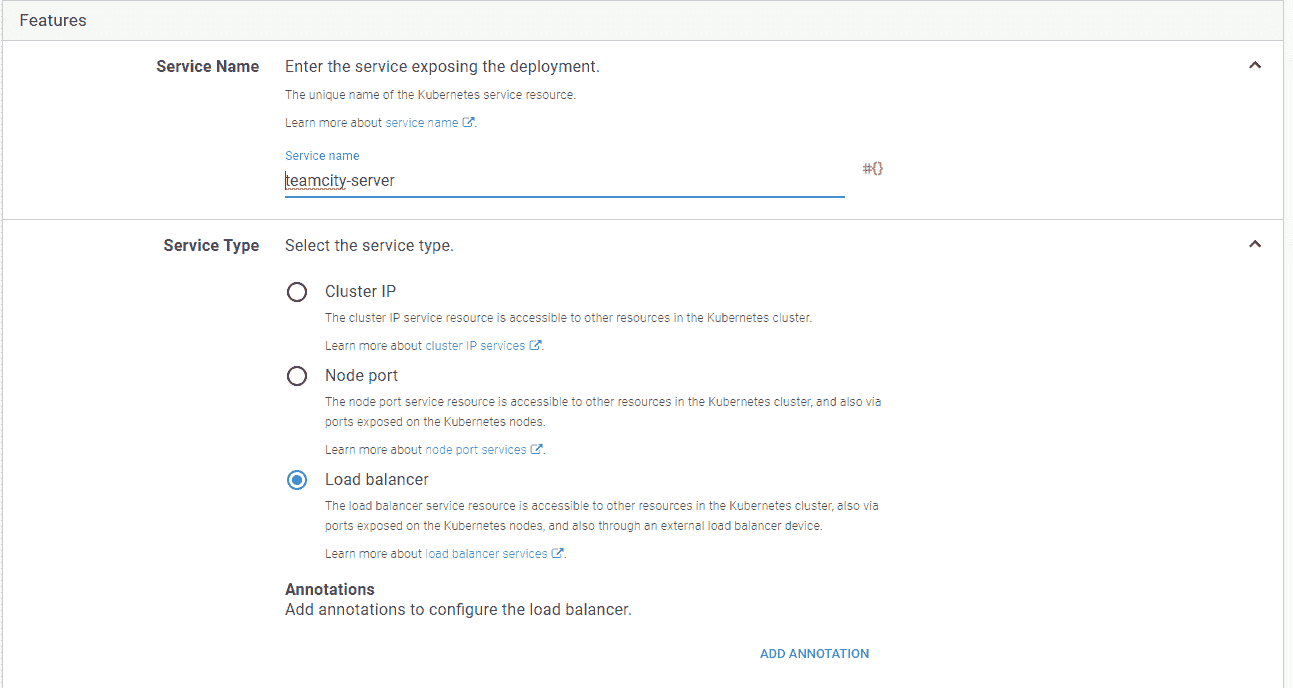 Features
Service Name
Enter the service exposing the deployment.
The unique name of the Kubernetes service resource.
Learn more about service name.
Service name
teamcity-server
#{}
Service Type
Select the service type.
Cluster IP
The cluster IP service resource is accessible to other resources in the Kubernetes cluster.
Learn more about cluster IP services.
Node port
The node port service resource is accessible to other resources in the Kubernetes cluster, and also via
ports exposed on the Kubernetes nodes.
Learn more about node port services.
Load balancer
The load balancer service resource is accessible to other resources in the Kubernetes cluster, also via
ports exposed on the Kubernetes nodes, and also through an external load balancer device.
Learn more about load balancer services.
Annotations
Add annotations to configure the load balancer.
ADD ANNOTATION